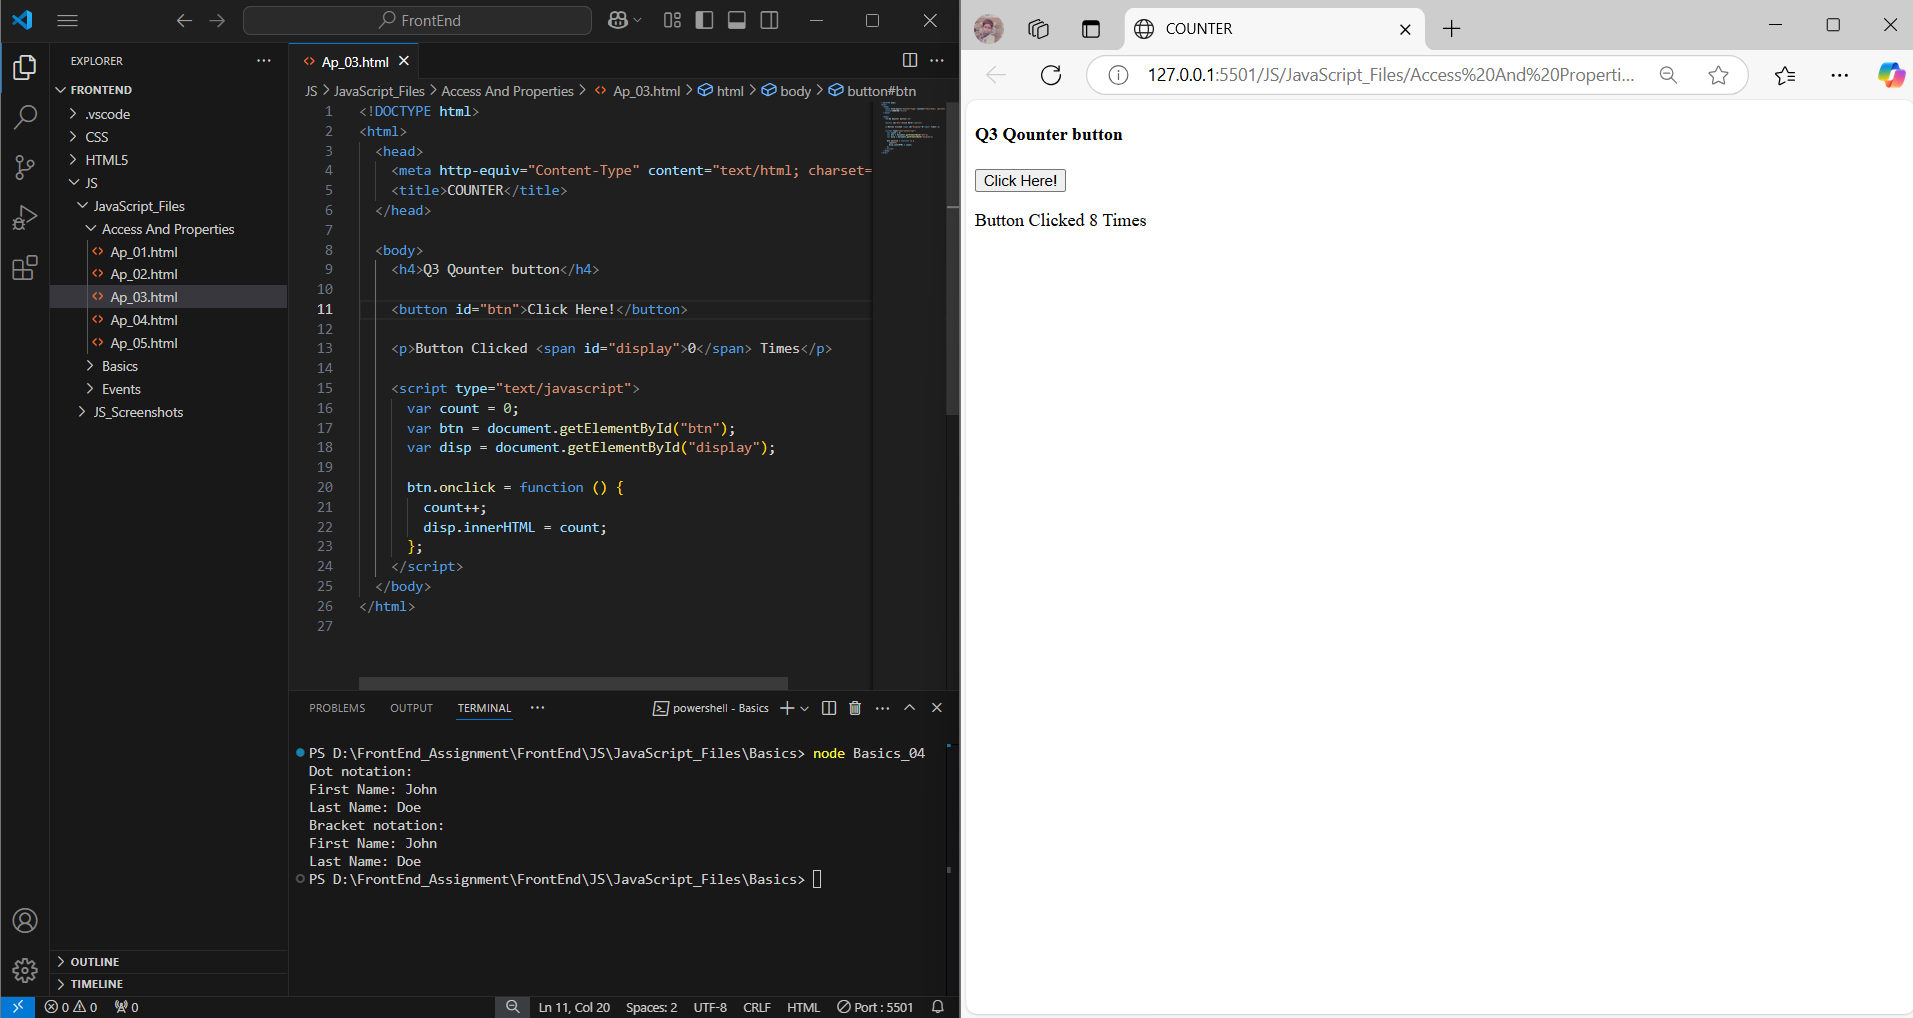 FrontEnd
EXPLORER
FRONTEND
.vscode
CSS
HTML5
JS
JavaScript_Files
Access And Properties
Ap_01.html
Ap_02.html
Ap_03.html
Ap_04.html
Ap_05.html
Basics
Events
JS_Screenshots
OUTLINE
TIMELINE
Ap_03.html
JS > JavaScript_Files > Access And Properties > Ap_03.html > html > body > button#btn
1 <!DOCTYPE html>
2 <html>
3 <head>
4 <meta http-equiv="Content-Type" content="text/html; charset=
5 <title>COUNTER</title>
6 </head>
7
8 <body>
9 <h4>Q3 Qounter button</h4>
10
11 <button id="btn">Click Here!</button>
12
13 <p>Button Clicked <span id="display">0</span> Times</p>
14
15 <script type="text/javascript">
16 var count = 0;
17 var btn = document.getElementById("btn");
18 var disp = document.getElementById("display");
19
20 btn.onclick = function () {
21 count++;
22 disp.innerHTML = count;
23 };
24 </script>
25 </body>
26 </html>
27
PROBLEMS OUTPUT TERMINAL powershell - Basics
PS D:\FrontEnd_Assignment\FrontEnd\JS\JavaScript_Files\Basics> node Basics_04
Dot notation:
First Name: John
Last Name: Doe
Bracket notation:
First Name: John
Last Name: Doe
PS D:\FrontEnd_Assignment\FrontEnd\JS\JavaScript_Files\Basics>
0 0 0 Ln 11, Col 20 Spaces: 2 UTF-8 CRLF HTML Port : 5501
COUNTER
127.0.0.1:5501/JS/JavaScript_Files/Access%20And%20Properti...
Q3 Qounter button
Click Here!
Button Clicked 8 Times